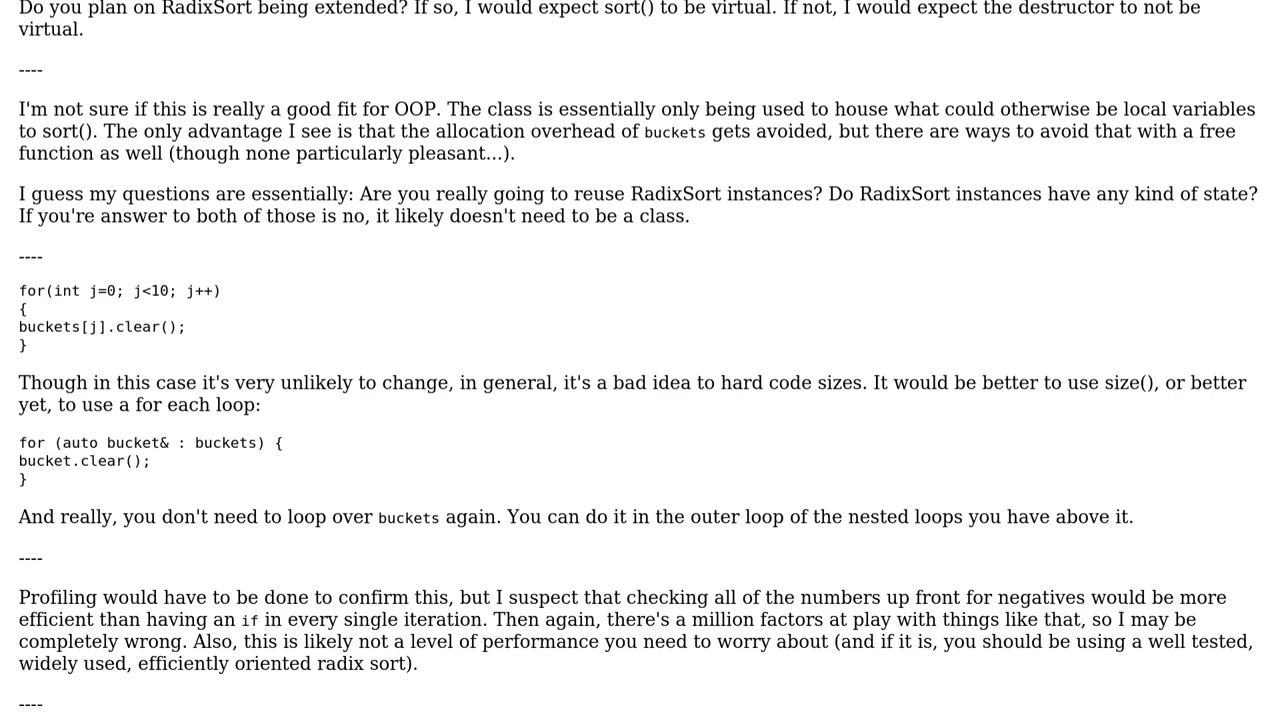 Do you plan on RadixSort being extended? If so, I would expect sort() to be virtual. If not, I would expect the destructor to not be
virtual.
----
I'm not sure if this is really a good fit for OOP. The class is essentially only being used to house what could otherwise be local variables
to sort(). The only advantage I see is that the allocation overhead of buckets gets avoided, but there are ways to avoid that with a free
function as well (though none particularly pleasant...).
I guess my questions are essentially: Are you really going to reuse RadixSort instances? Do RadixSort instances have any kind of state?
If you're answer to both of those is no, it likely doesn't need to be a class.
----
for(int j=0; j<10; j++)
{
buckets[j].clear();
}
Though in this case it's very unlikely to change, in general, it's a bad idea to hard code sizes. It would be better to use size(), or better
yet, to use a for each loop:
for (auto bucket& : buckets) {
bucket.clear();
}
And really, you don't need to loop over buckets again. You can do it in the outer loop of the nested loops you have above it.
----
Profiling would have to be done to confirm this, but I suspect that checking all of the numbers up front for negatives would be more
efficient than having an if in every single iteration. Then again, there's a million factors at play with things like that, so I may be
completely wrong. Also, this is likely not a level of performance you need to worry about (and if it is, you should be using a well tested,
widely used, efficiently oriented radix sort).
----